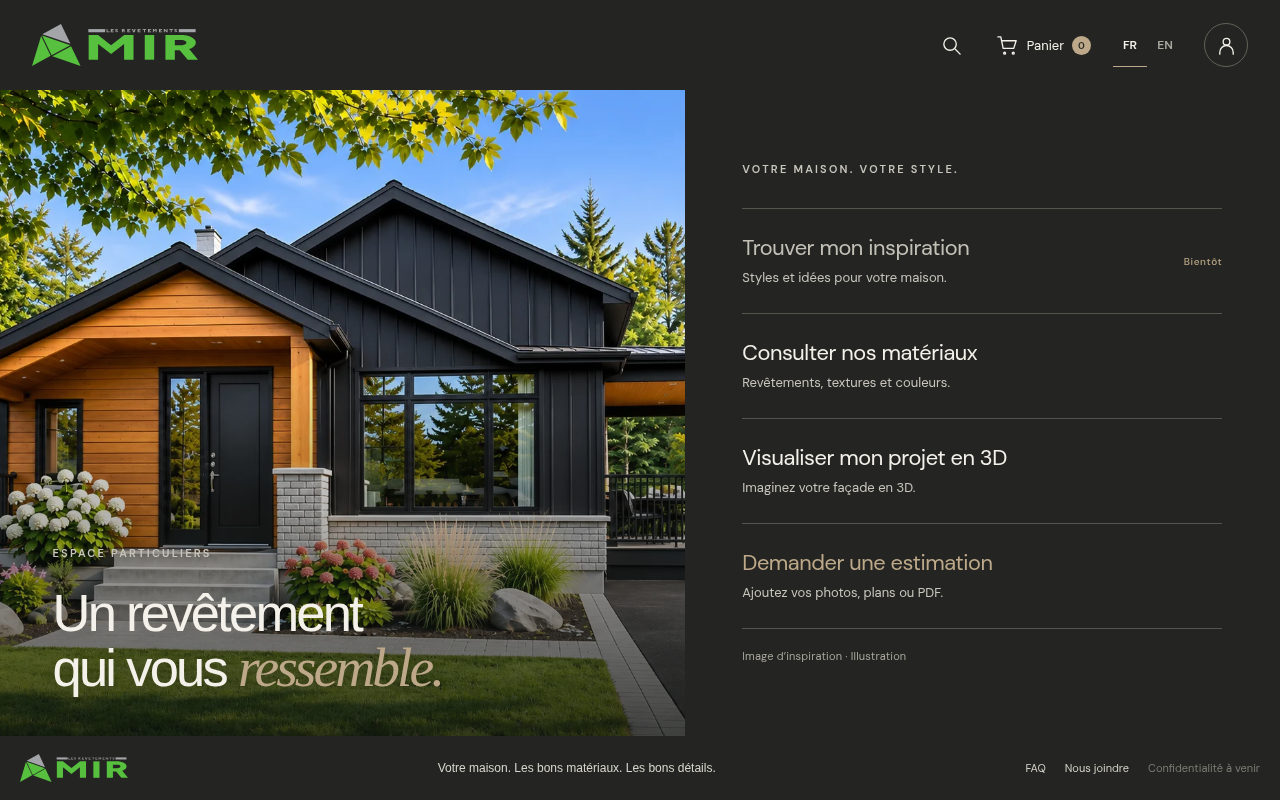 LES REVÊTEMENTS
MIR
Panier 0
FR EN
ESPACE PARTICULIERS
Un revêtement
qui vous ressemble.
VOTRE MAISON. VOTRE STYLE.
Trouver mon inspiration
Styles et idées pour votre maison.
Bientôt
Consulter nos matériaux
Revêtements, textures et couleurs.
Visualiser mon projet en 3D
Imaginez votre façade en 3D.
Demander une estimation
Ajoutez vos photos, plans ou PDF.
Image d’inspiration · Illustration
LES REVÊTEMENTS
MIR
Votre maison. Les bons matériaux. Les bons détails.
FAQ Nous joindre Confidentialité à venir